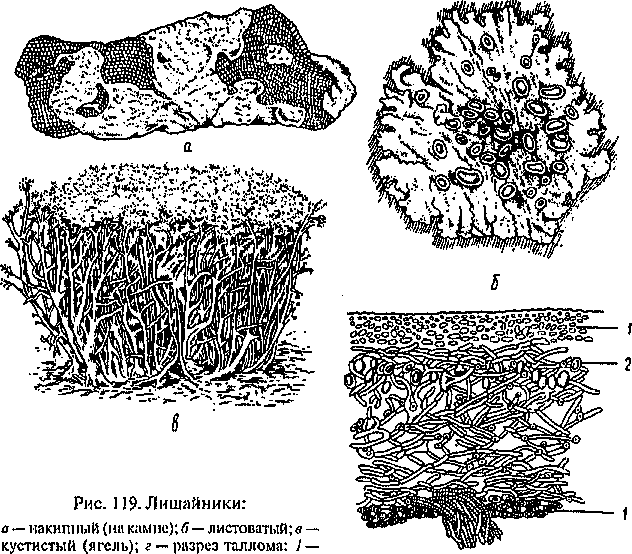 а
б
в
1
2
1
Рис. 119. Лишайники:
а — накипный (на камне); б — листоватый; в —
кустистый (ягель); г — разрез таллома: 1 —